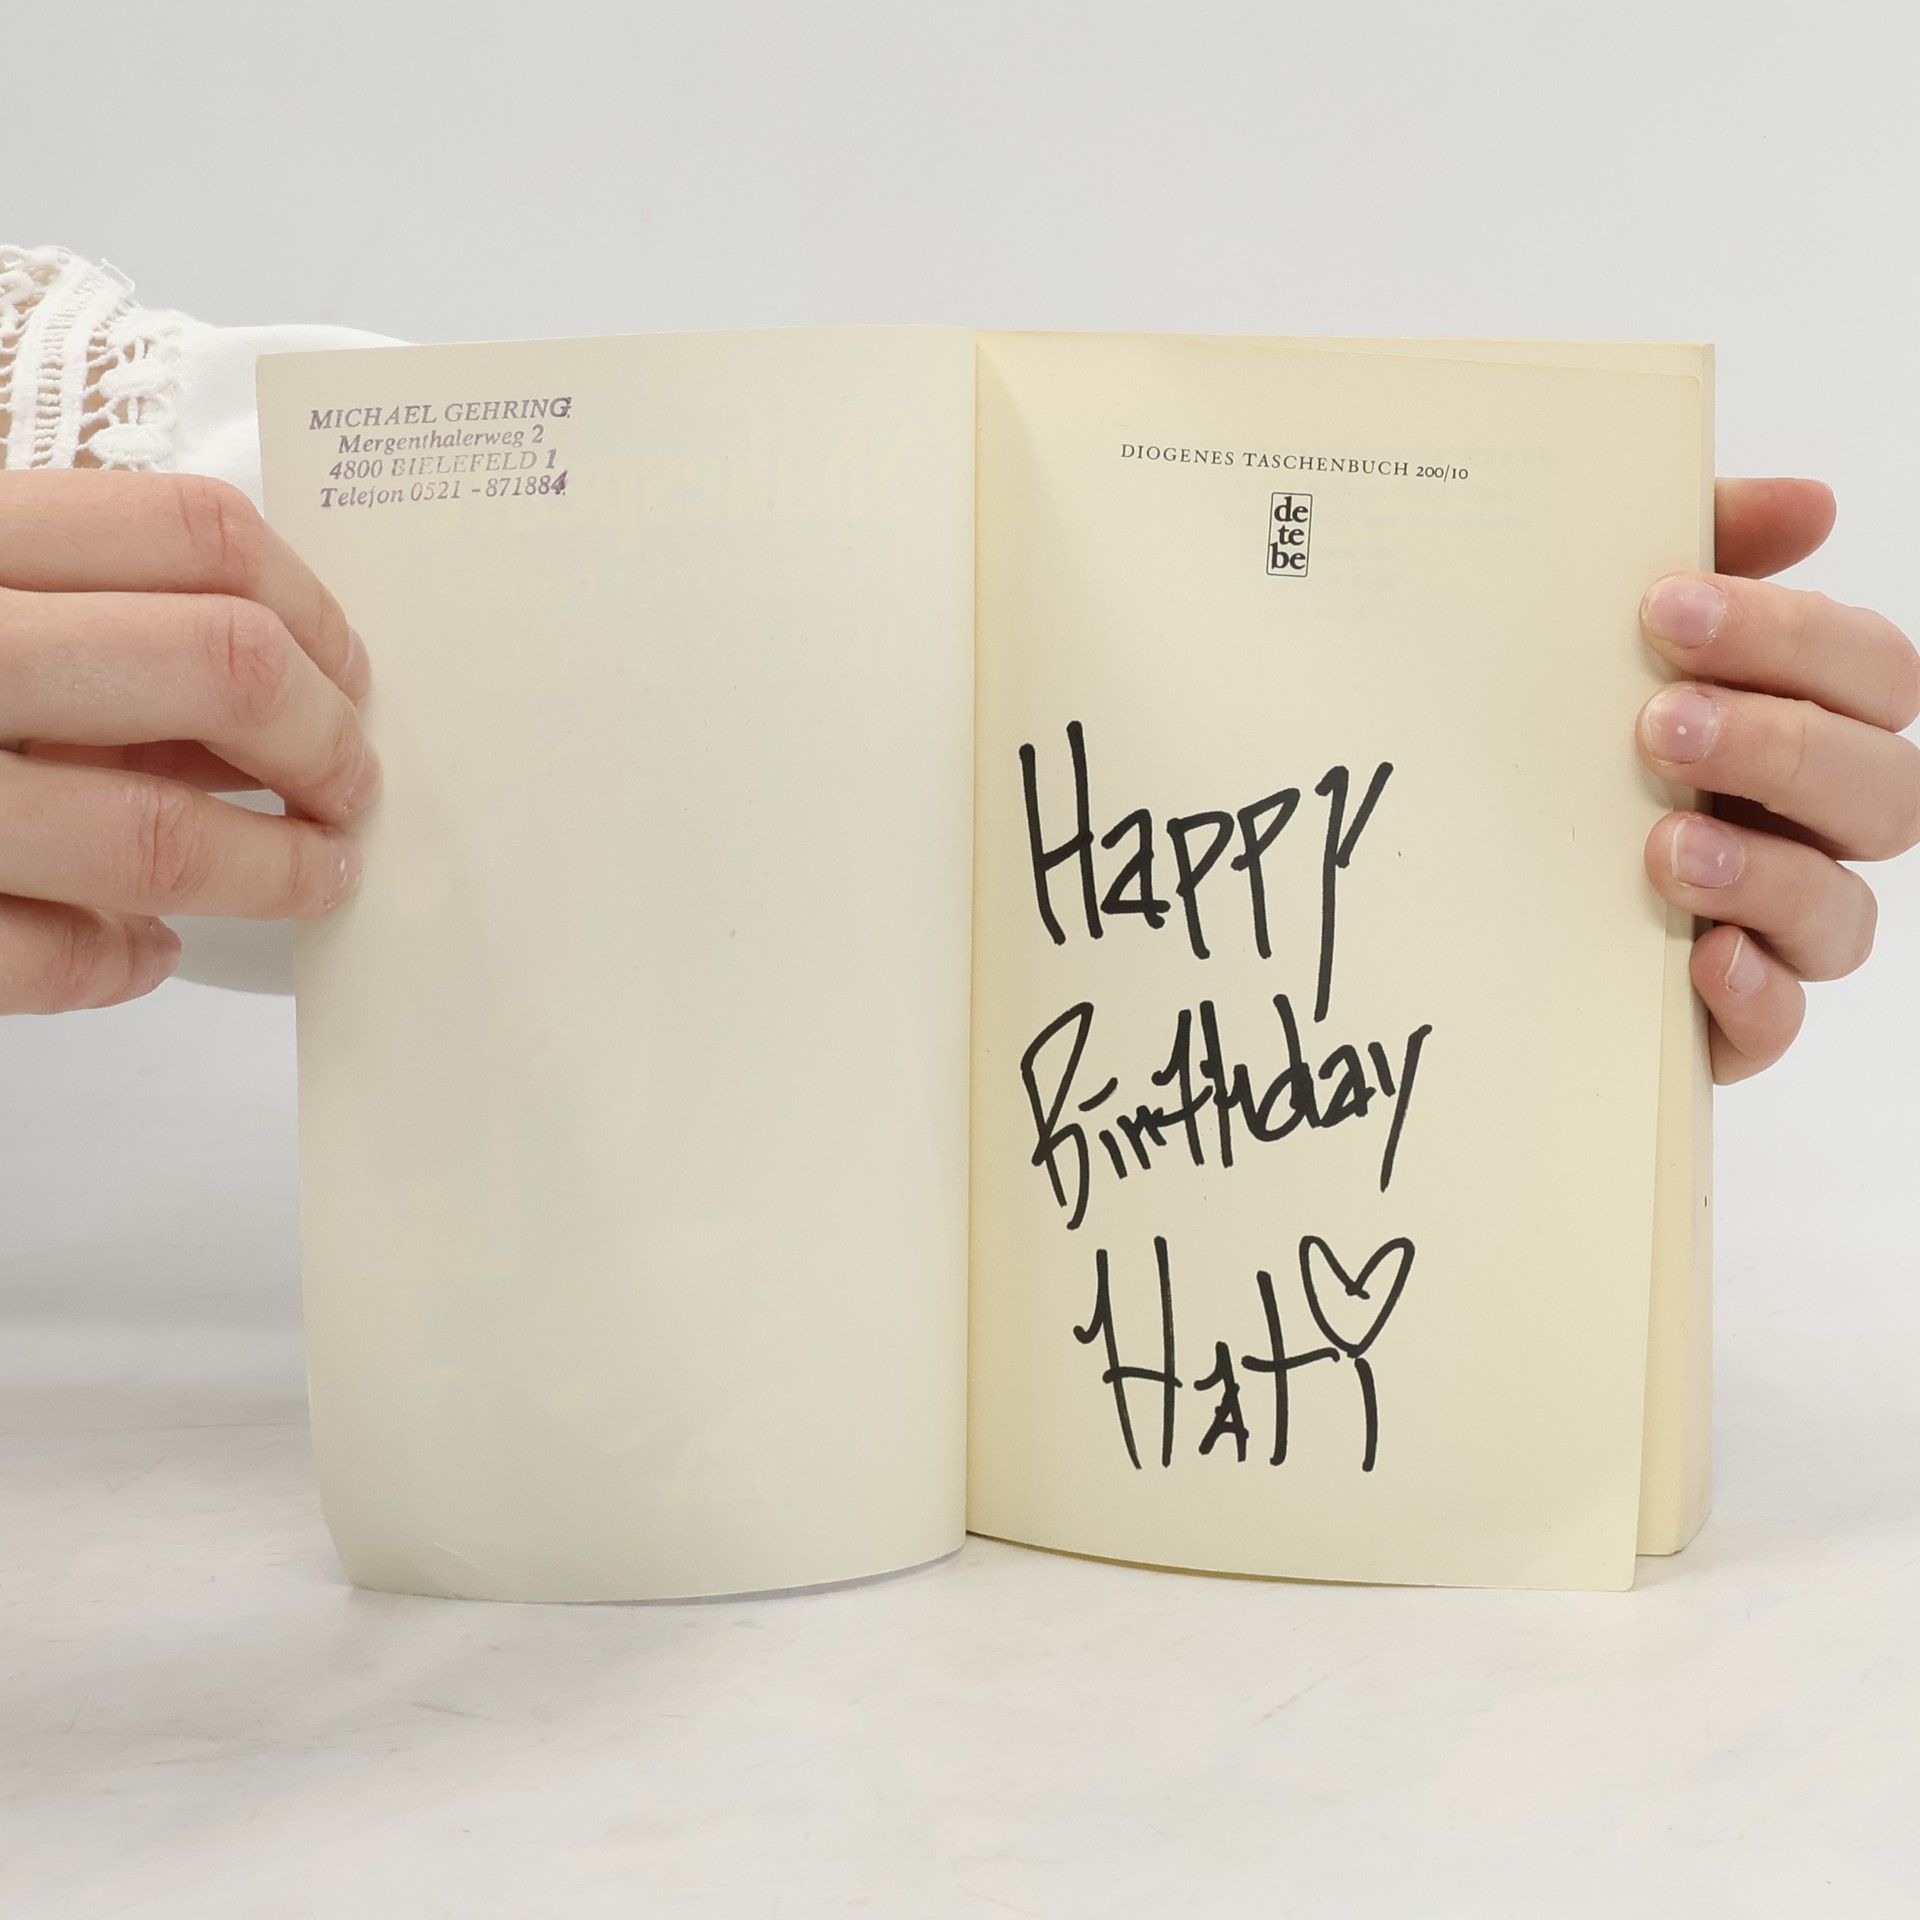 MICHAEL GEHRING
Mergenthalerweg 2
4800 BIELEFELD 1
Telefon 0521 - 871884
DIOGENES TASCHENBUCH 200/10
de
te
be
Happy
Birthday
Hati